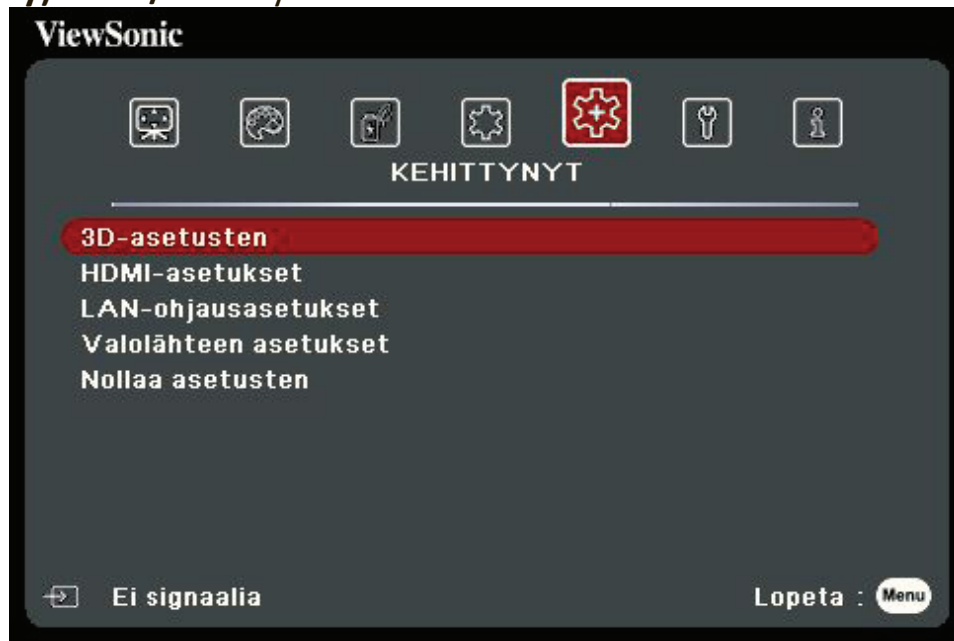 ViewSonic
KEHITTYNYT
3D-asetusten
HDMI-asetukset
LAN-ohjausasetukset
Valolähteen asetukset
Nollaa asetusten
Ei signaalia
Lopeta : Menu